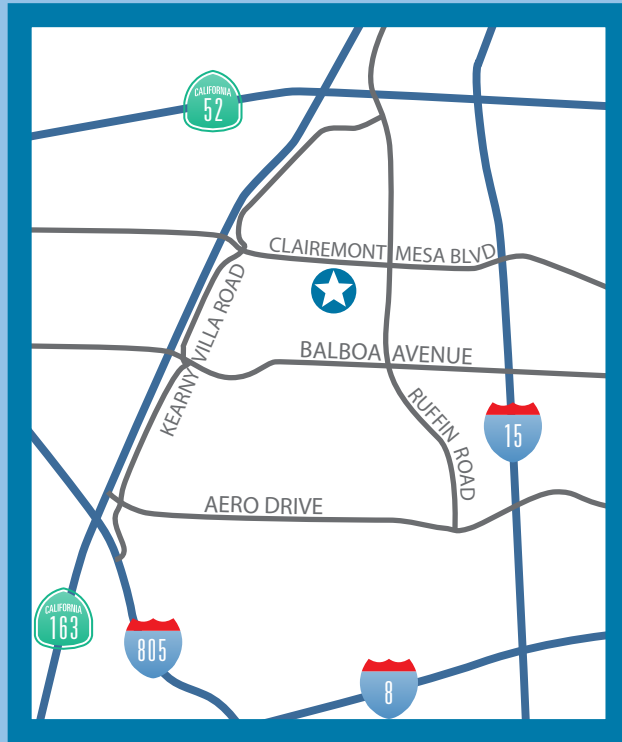 CALIFORNIA
52
CLAIREMONT MESA BLVD
KEARNY VILLA ROAD
BALBOA AVENUE
RUFFIN ROAD
15
AERO DRIVE
CALIFORNIA
163
805
8